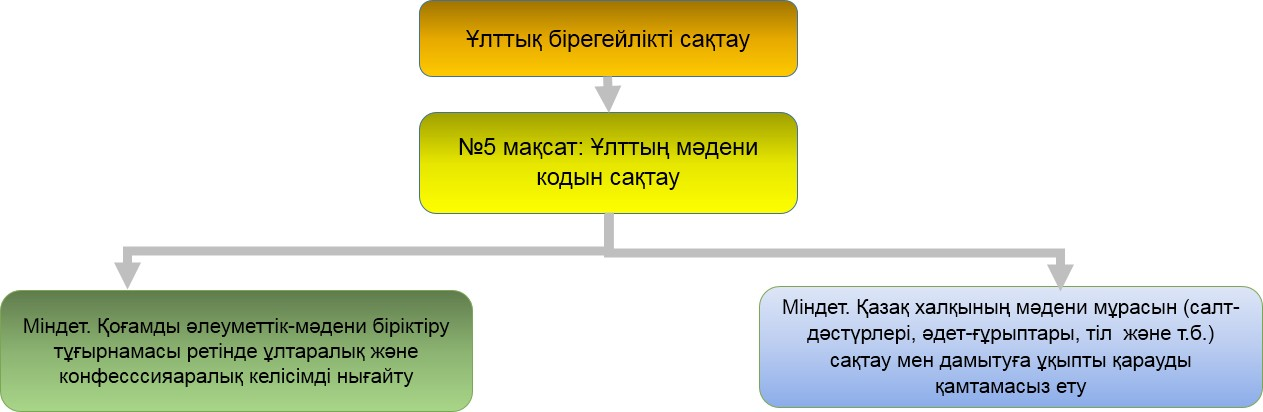 Ұлттық бірегейлікті сақтау
№5 мақсат: Ұлттың мәдени
кодын сақтау
Міндет. Қоғамды әлеуметтік-мәдени біріктіру
тұғырнамасы ретінде ұлтаралық және
конфесссияаралық келісімді нығайту
Міндет. Қазақ халқының мәдени мұрасын (салт-
дәстүрлері, әдет-ғұрыптары, тіл  және т.б.)
сақтау мен дамытуға ұқыпты қарауды
қамтамасыз ету